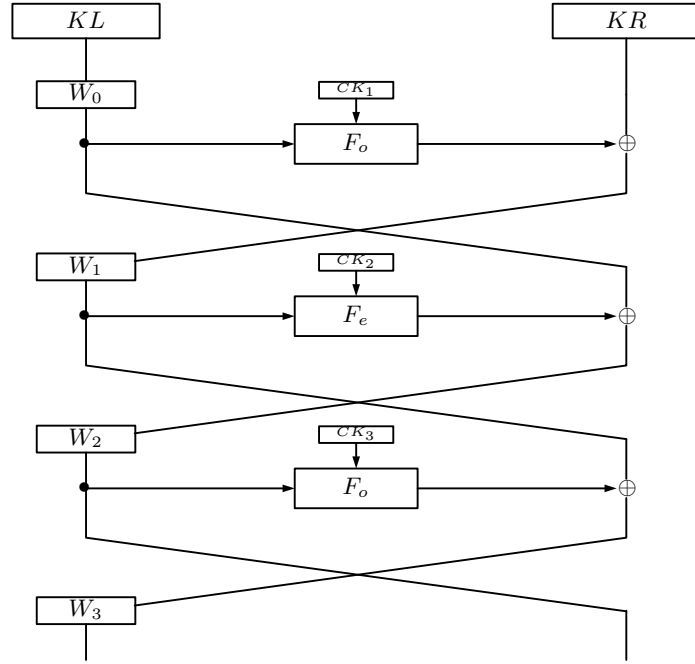 KL KR
W₀ CK₁
Fₒ ⊕
W₁ CK₂
Fₑ ⊕
W₂ CK₃
Fₒ ⊕
W₃